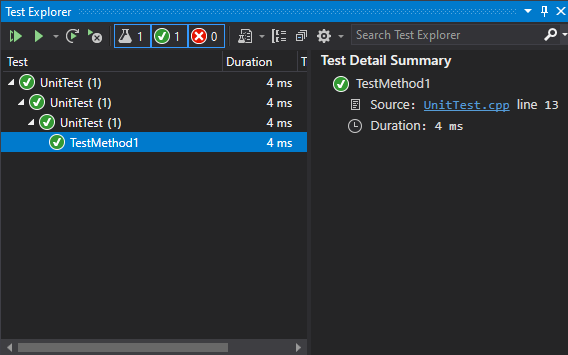 Test Explorer
1 1 0
Search Test Explorer
Test Duration T
UnitTest (1) 4 ms
UnitTest (1) 4 ms
UnitTest (1) 4 ms
TestMethod1 4 ms
Test Detail Summary
TestMethod1
Source: UnitTest.cpp line 13
Duration: 4 ms